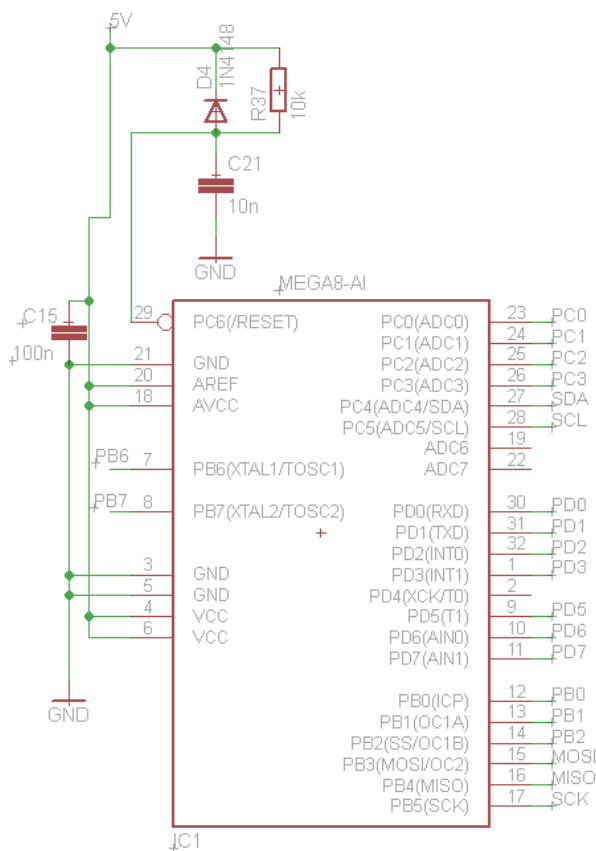 5V
D4
1N4148
R37
10k
C21
10n
GND
MEGA8-AI
C15
100n
29 PC6(/RESET)
21 GND
20 AREF
18 AVCC
PB6 7 PB6(XTAL1/TOSC1)
PB7 8 PB7(XTAL2/TOSC2)
3 GND
5 GND
4 VCC
6 VCC
GND
PC0(ADC0) 23 PC0
PC1(ADC1) 24 PC1
PC2(ADC2) 25 PC2
PC3(ADC3) 26 PC3
PC4(ADC4/SDA) 27 SDA
PC5(ADC5/SCL) 28 SCL
ADC6 19
ADC7 22
PD0(RXD) 30 PD0
PD1(TXD) 31 PD1
PD2(INT0) 32 PD2
PD3(INT1) 1 PD3
PD4(XCK/T0) 2
PD5(T1) 9 PD5
PD6(AIN0) 10 PD6
PD7(AIN1) 11 PD7
PB0(ICP) 12 PB0
PB1(OC1A) 13 PB1
PB2(SS/OC1B) 14 PB2
PB3(MOSI/OC2) 15 MOSI
PB4(MISO) 16 MISO
PB5(SCK) 17 SCK
IC1